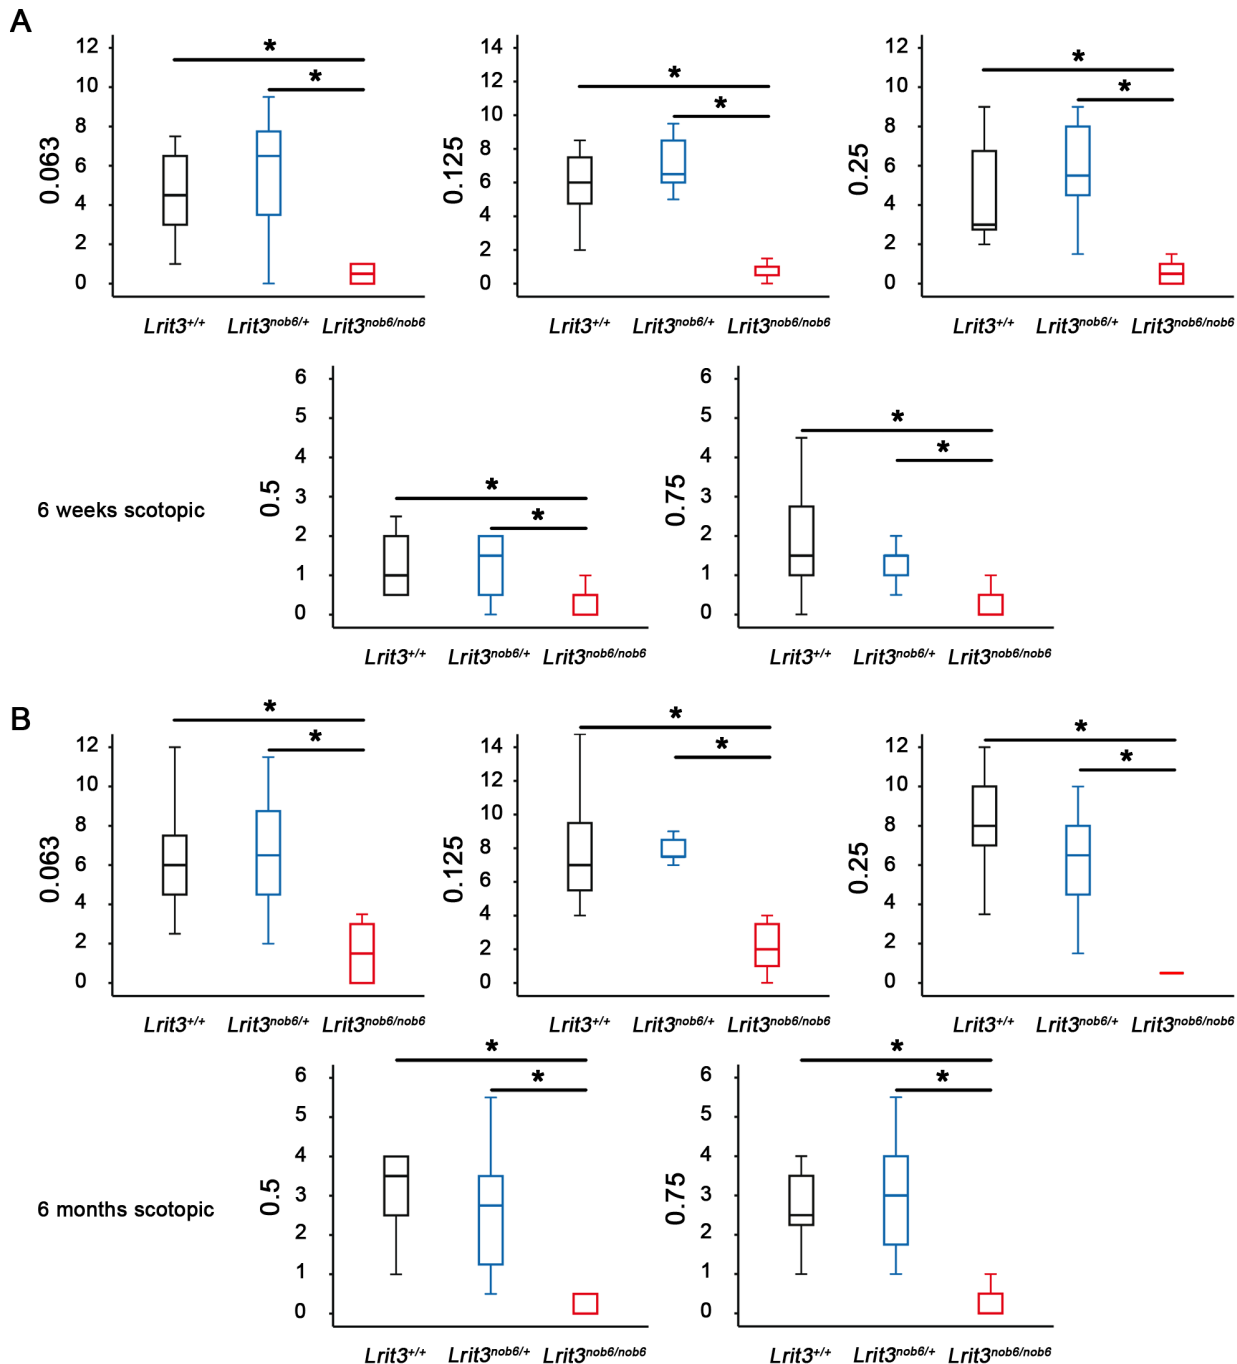 A
* * *
* * *
12 14 12
10 12 10
8 10 8
6 8 6
4 6 4
2 4 2
0 2 0
0
0.063 0.125 0.25
Lrit3+/+ Lrit3nob6/+ Lrit3nob6/nob6 Lrit3+/+ Lrit3nob6/+ Lrit3nob6/nob6 Lrit3+/+ Lrit3nob6/+ Lrit3nob6/nob6
* *
* *
6 6
5 5
4 4
3 3
2 2
1 1
0 0
0.5 0.75
6 weeks scotopic
Lrit3+/+ Lrit3nob6/+ Lrit3nob6/nob6 Lrit3+/+ Lrit3nob6/+ Lrit3nob6/nob6
B
* * *
* * *
12 14 12
10 12 10
8 10 8
6 8 6
4 6 4
2 4 2
0 2 0
0
0.063 0.125 0.25
Lrit3+/+ Lrit3nob6/+ Lrit3nob6/nob6 Lrit3+/+ Lrit3nob6/+ Lrit3nob6/nob6 Lrit3+/+ Lrit3nob6/+ Lrit3nob6/nob6
* *
* *
6 6
5 5
4 4
3 3
2 2
1 1
0 0
0.5 0.75
6 months scotopic
Lrit3+/+ Lrit3nob6/+ Lrit3nob6/nob6 Lrit3+/+ Lrit3nob6/+ Lrit3nob6/nob6